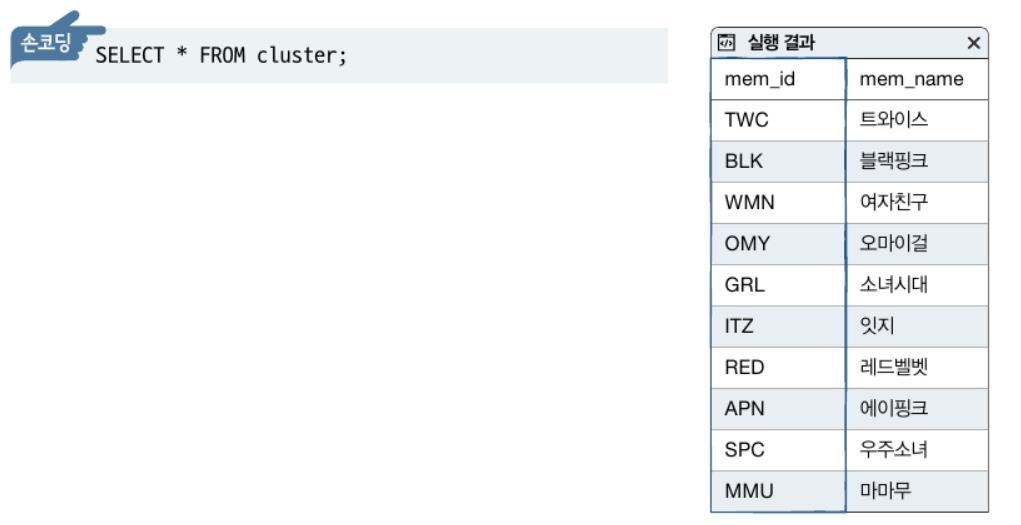 손코딩
SELECT * FROM cluster;
실행 결과
mem_id mem_name
TWC 트와이스
BLK 블랙핑크
WMN 여자친구
OMY 오마이걸
GRL 소녀시대
ITZ 잇지
RED 레드벨벳
APN 에이핑크
SPC 우주소녀
MMU 마마무